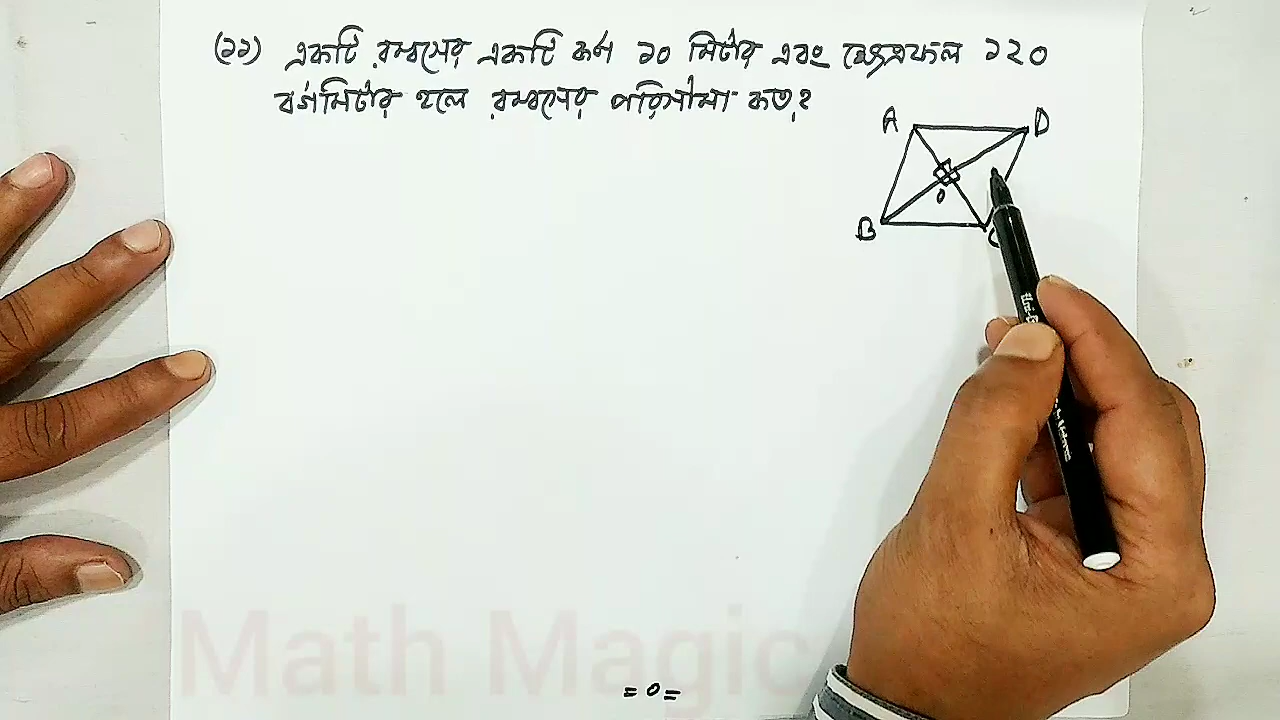 (১১) একটি রম্বসের একটি কর্ণ ১০ মিটার এবং ক্ষেত্রফল ১২০
বর্গমিটার হলে রম্বসের পরিসীমা কত?
A D
O
B C
Math Magic
= 0 =